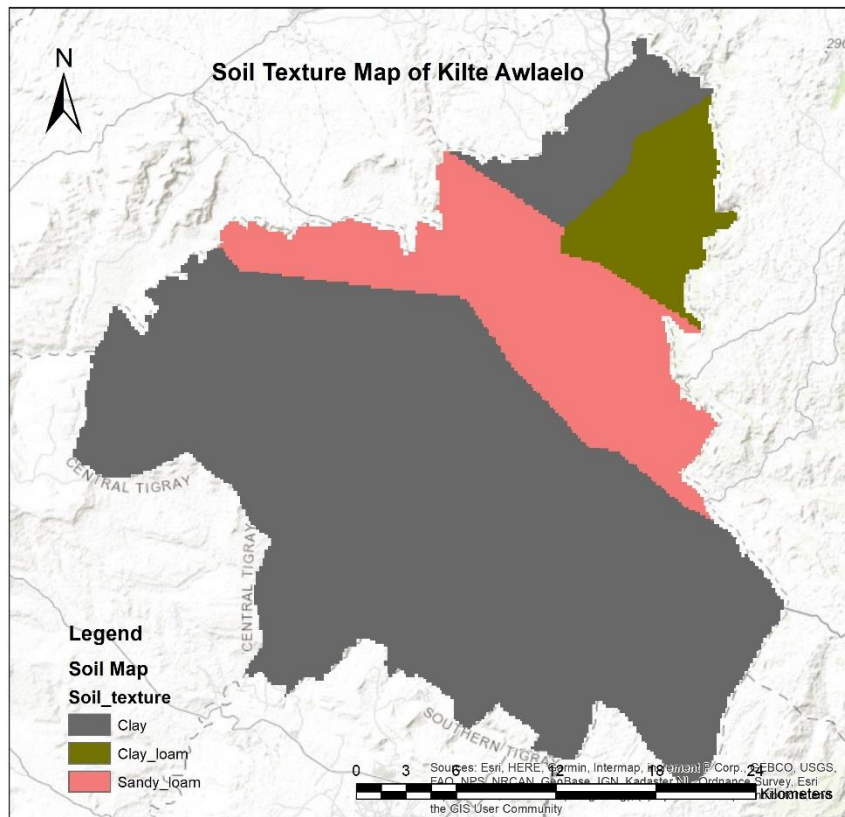 296
N
Soil Texture Map of Kilte Awlaelo
CENTRAL TIGRAY
CENTRAL TIGRAY
SOUTHERN TIGRAY
Legend
Soil Map
Soil_texture
Clay
Clay_loam
Sandy_loam
0 3 6 12 18 24
Kilometers
Sources: Esri, HERE, Garmin, Intermap, increment P Corp., GEBCO, USGS,
FAO, NPS, NRCAN, GeoBase, IGN, Kadaster NL, Ordnance Survey, Esri
the GIS User Community